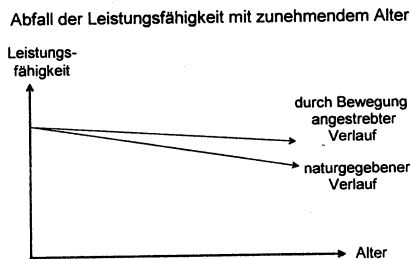 Abfall der Leistungsfähigkeit mit zunehmendem Alter
Leistungs-
fähigkeit
durch Bewegung
angestrebter
Verlauf
naturgegebener
Verlauf
Alter